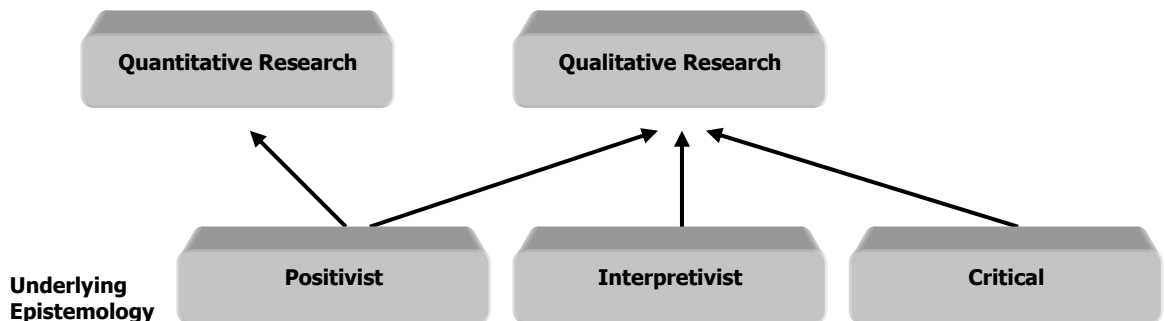 Quantitative Research
Qualitative Research
Positivist
Interpretivist
Critical
Underlying
Epistemology